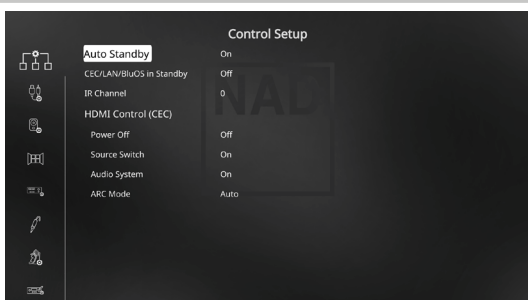 Control Setup
Auto Standby On
CEC/LAN/BluOS in Standby Off
IR Channel 0
HDMI Control (CEC)
Power Off Off
Source Switch On
Audio System On
ARC Mode Auto
NAD